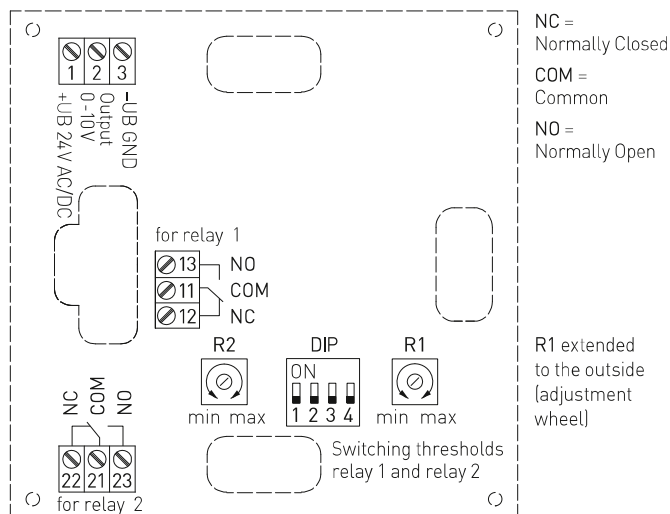 NC =
Normally Closed
COM =
Common
NO =
Normally Open
1 2 3
+UB 24V AC/DC
0-10V
Output
-UB GND
for relay 1
13 NO
11 COM
12 NC
R2
min max
DIP
ON
1 2 3 4
R1
min max
R1 extended
to the outside
(adjustment
wheel)
Switching thresholds
relay 1 and relay 2
NC
COM
NO
22 21 23
for relay 2